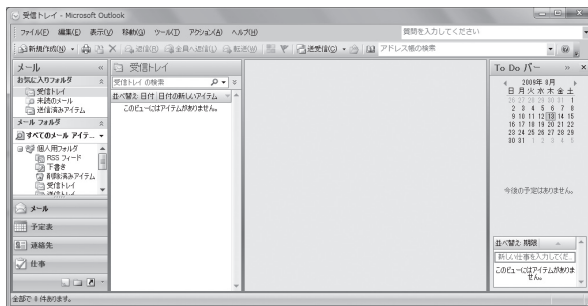 受信トレイ - Microsoft Outlook
ファイル(F) 編集(E) 表示(V) 移動(G) ツール(T) アクション(A) ヘルプ(H) 質問を入力してください
新規作成(N) 返信(R) 全員へ返信(L) 転送(W) 送受信(C) アドレス帳の検索
メール
お気に入りフォルダ
受信トレイ
未読のメール
送信済みアイテム
メール フォルダ
すべてのメール アイテ...
個人用フォルダ
RSS フィード
下書き
削除済みアイテム
受信トレイ
送信トレイ
メール
予定表
連絡先
仕事
受信トレイ
受信トレイ の検索
並べ替え: 日付 日付の新しいアイテム
このビューにはアイテムがありません。
To Do バー
2009年 8月
日 月 火 水 木 金 土
26 27 28 29 30 31 1
2 3 4 5 6 7 8
9 10 11 12 13 14 15
16 17 18 19 20 21 22
23 24 25 26 27 28 29
30 31 1 2 3 4 5
今後の予定はありません。
並べ替え: 期限
新しい仕事を入力してくだ...
このビューにはアイテムがありません。
全部で 0 件あります。